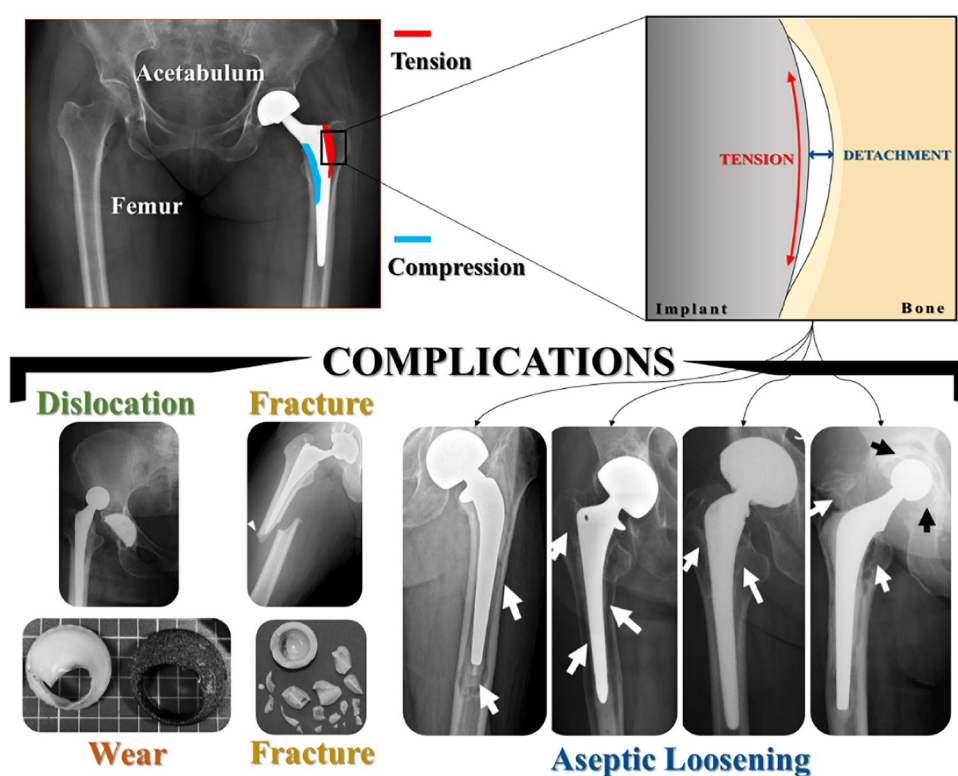 Acetabulum
Femur
Tension
Compression
TENSION
DETACHMENT
Implant
Bone
COMPLICATIONS
Dislocation
Fracture
Wear
Fracture
Aseptic Loosening